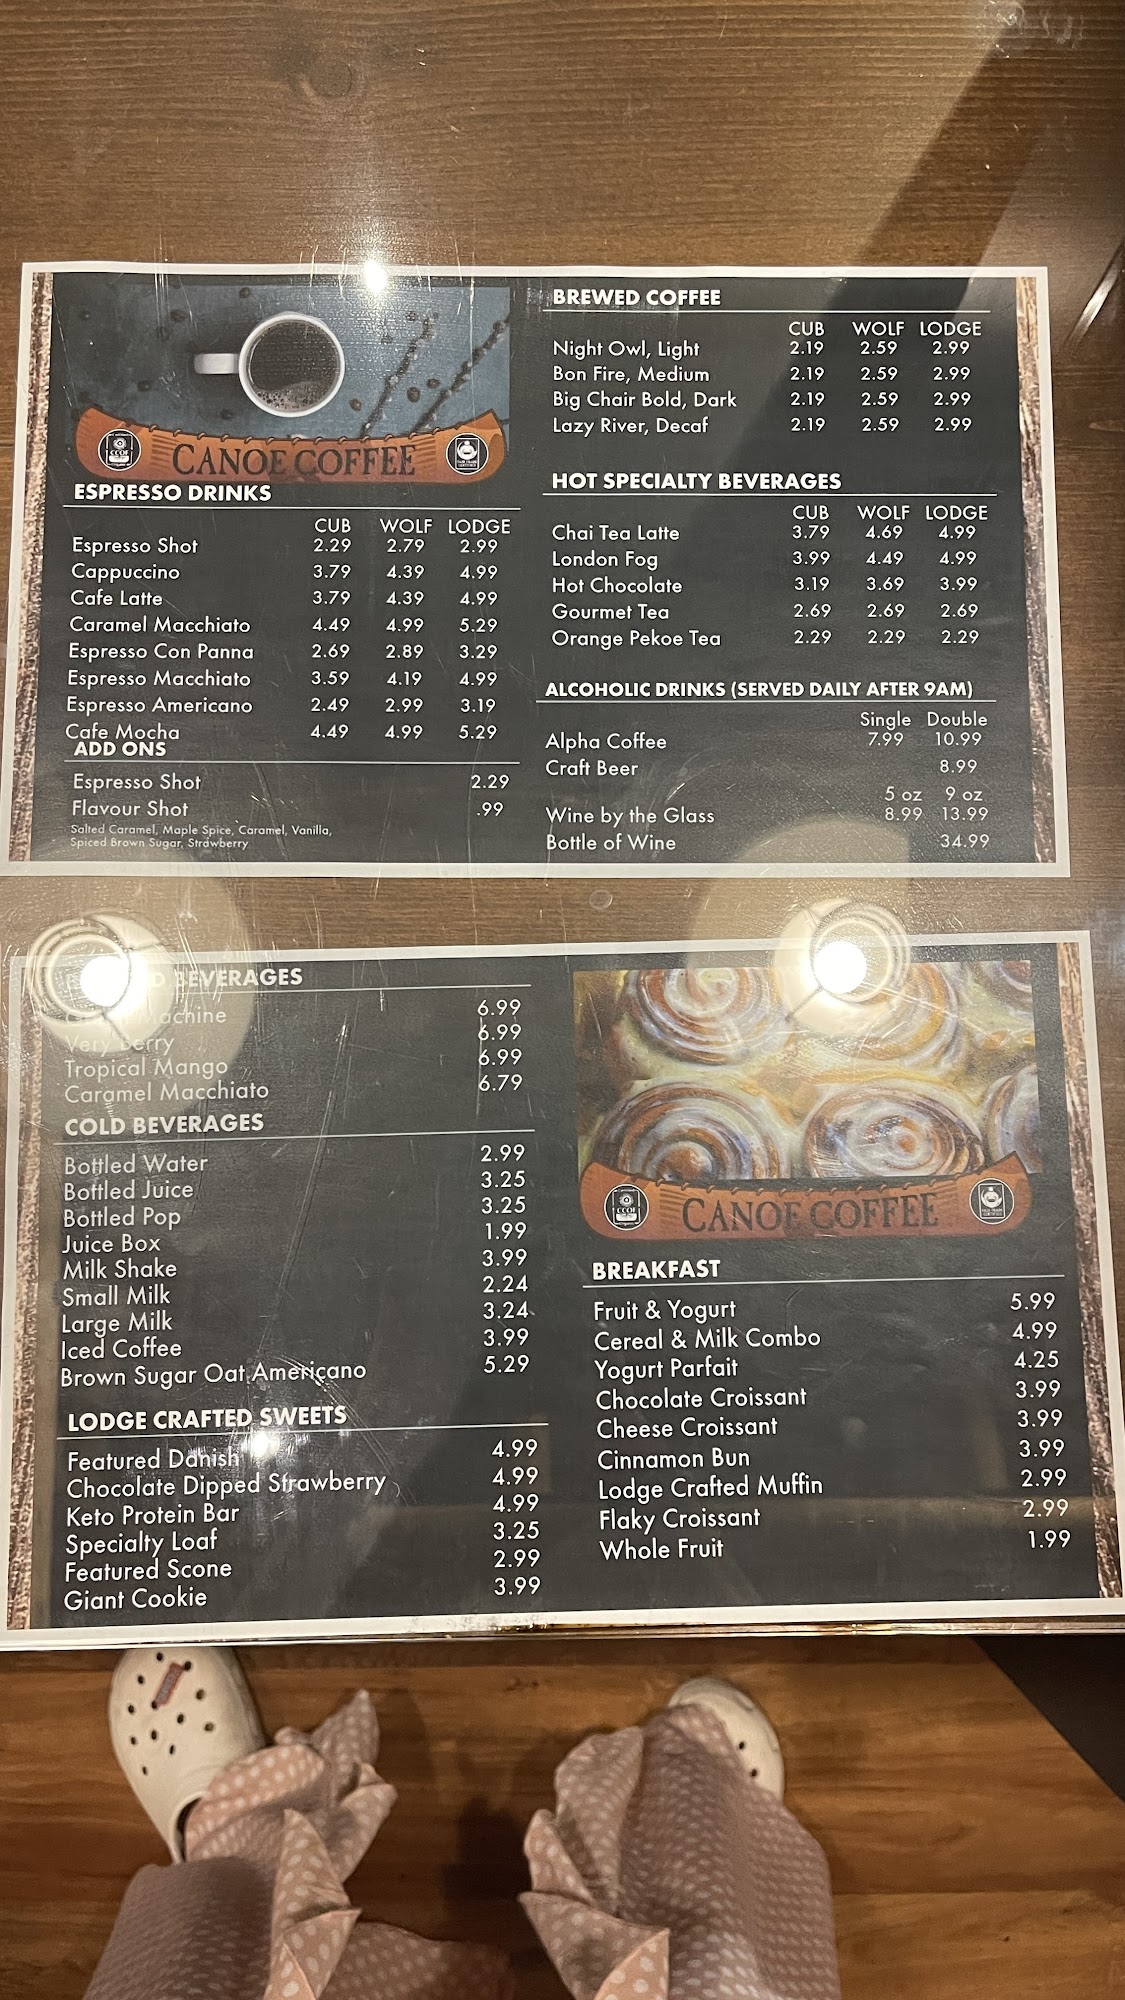 CANOE COFFEE
ESPRESSO DRINKS
CUB WOLF LODGE
Espresso Shot 2.29 2.79 2.99
Cappuccino 3.79 4.39 4.99
Cafe Latte 3.79 4.39 4.99
Caramel Macchiato 4.49 4.99 5.29
Espresso Con Panna 2.69 2.89 3.29
Espresso Macchiato 3.59 4.19 4.99
Espresso Americano 2.49 2.99 3.19
Cafe Mocha 4.49 4.99 5.29
ADD ONS
Espresso Shot 2.29
Flavour Shot .99
Salted Caramel, Maple Spice, Caramel, Vanilla,
Spiced Brown Sugar, Strawberry
BREWED COFFEE
CUB WOLF LODGE
Night Owl, Light 2.19 2.59 2.99
Bon Fire, Medium 2.19 2.59 2.99
Big Chair Bold, Dark 2.19 2.59 2.99
Lazy River, Decaf 2.19 2.59 2.99
HOT SPECIALTY BEVERAGES
CUB WOLF LODGE
Chai Tea Latte 3.79 4.69 4.99
London Fog 3.99 4.49 4.99
Hot Chocolate 3.19 3.69 3.99
Gourmet Tea 2.69 2.69 2.69
Orange Pekoe Tea 2.29 2.29 2.29
ALCOHOLIC DRINKS (SERVED DAILY AFTER 9AM)
Single Double
Alpha Coffee 7.99 10.99
Craft Beer 8.99
5 oz 9 oz
Wine by the Glass 8.99 13.99
Bottle of Wine 34.99
BEVERAGES
6.99
Very Berry 6.99
Tropical Mango 6.99
Caramel Macchiato 6.79
COLD BEVERAGES
Bottled Water 2.99
Bottled Juice 3.25
Bottled Pop 3.25
Juice Box 1.99
Milk Shake 3.99
Small Milk 2.24
Large Milk 3.24
Iced Coffee 3.99
Brown Sugar Oat Americano 5.29
LODGE CRAFTED SWEETS
Featured Danish 4.99
Chocolate Dipped Strawberry 4.99
Keto Protein Bar 4.99
Specialty Loaf 3.25
Featured Scone 2.99
Giant Cookie 3.99
CANOE COFFEE
BREAKFAST
Fruit & Yogurt 5.99
Cereal & Milk Combo 4.99
Yogurt Parfait 4.25
Chocolate Croissant 3.99
Cheese Croissant 3.99
Cinnamon Bun 3.99
Lodge Crafted Muffin 2.99
Flaky Croissant 2.99
Whole Fruit 1.99